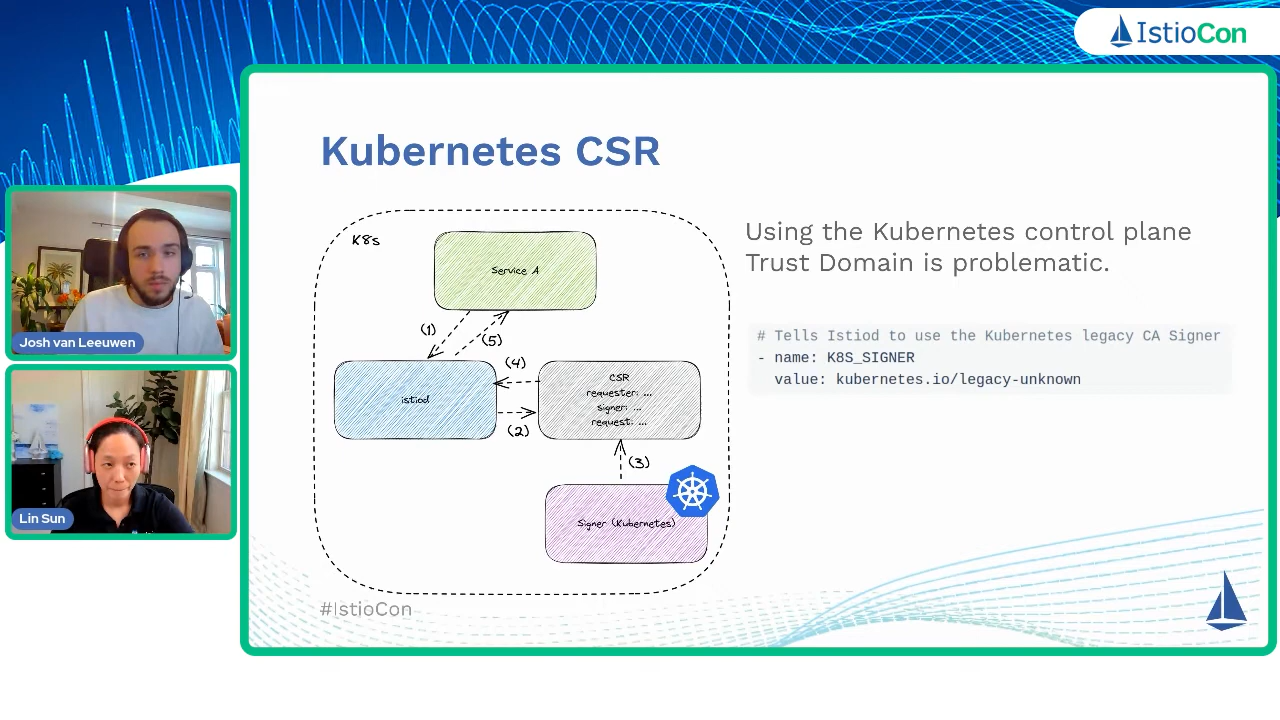 IstioCon
Kubernetes CSR
K8s
Service A
(1)
(5)
(4)
istiod
CSR
requester: ...
signer: ...
request: ...
(2)
(3)
Signer (Kubernetes)
Using the Kubernetes control plane
Trust Domain is problematic.
# Tells Istiod to use the Kubernetes legacy CA Signer
- name: K8S_SIGNER
value: kubernetes.io/legacy-unknown
Josh van Leeuwen
Lin Sun
#IstioCon